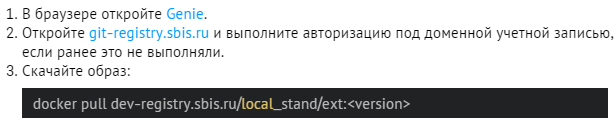 1. В браузере откройте Genie.
2. Откройте git-registry.sbis.ru и выполните авторизацию под доменной учетной записью,
если ранее это не выполняли.
3. Скачайте образ:
docker pull dev-registry.sbis.ru/local_stand/ext:<version>